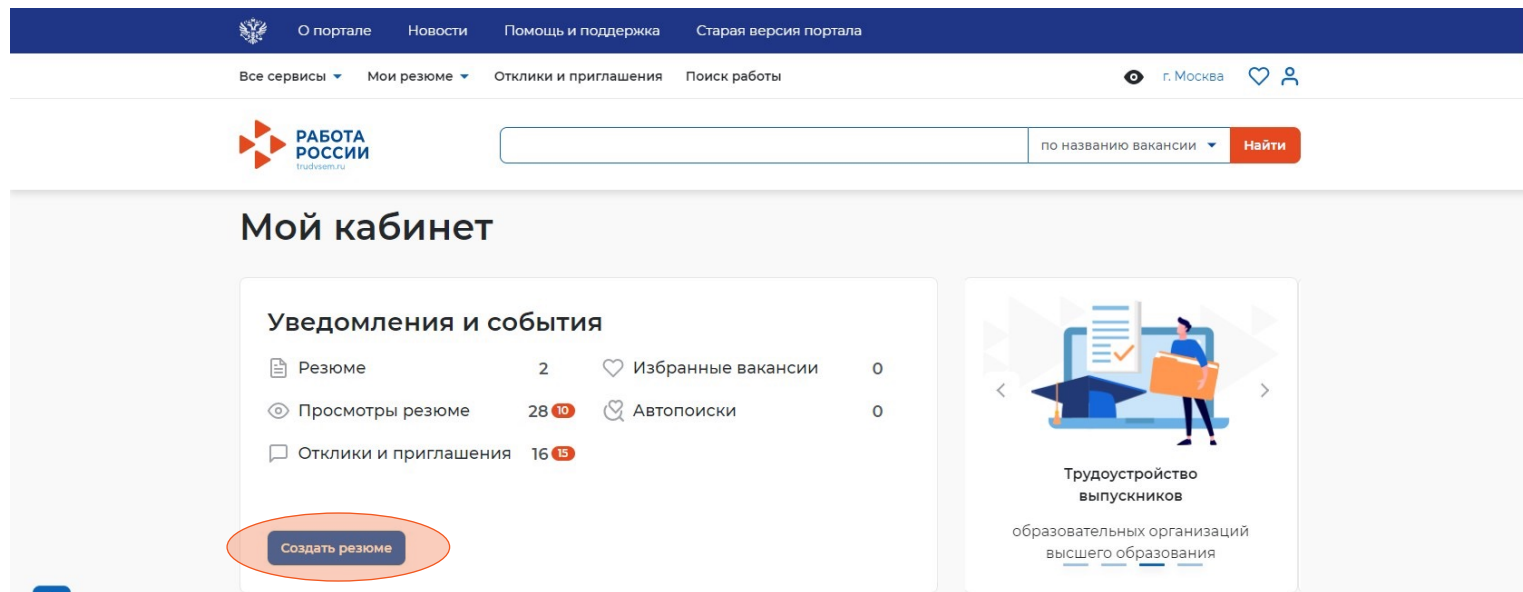 О портале Новости Помощь и поддержка Старая версия портала
Все сервисы Мои резюме Отклики и приглашения Поиск работы г. Москва
РАБОТА
РОССИИ
trudvsem.ru
по названию вакансии Найти
Мой кабинет
Уведомления и события
Резюме 2 Избранные вакансии 0
Просмотры резюме 28 10 Автопоиски 0
Отклики и приглашения 16 15
Создать резюме
Трудоустройство
выпускников
образовательных организаций
высшего образования